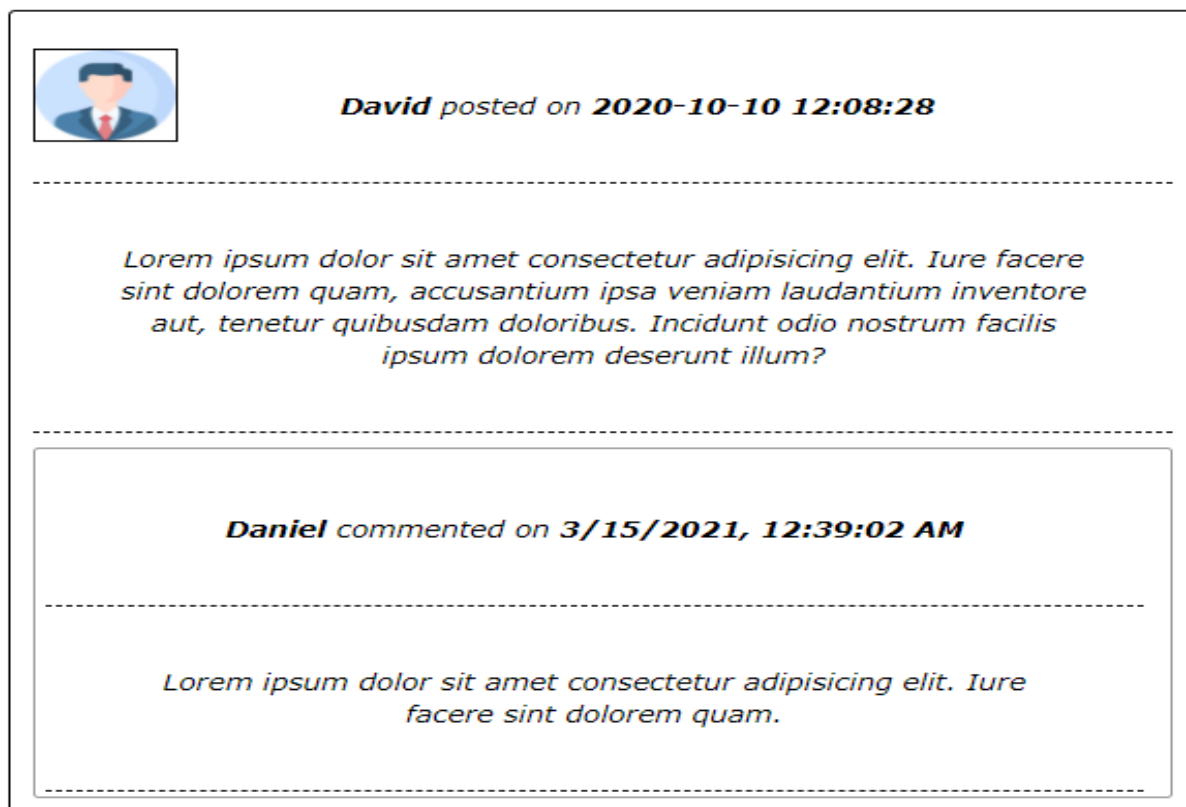 David posted on 2020-10-10 12:08:28
Lorem ipsum dolor sit amet consectetur adipisicing elit. Iure facere
sint dolorem quam, accusantium ipsa veniam laudantium inventore
aut, tenetur quibusdam doloribus. Incidunt odio nostrum facilis
ipsum dolorem deserunt illum?
Daniel commented on 3/15/2021, 12:39:02 AM
Lorem ipsum dolor sit amet consectetur adipisicing elit. Iure
facere sint dolorem quam.